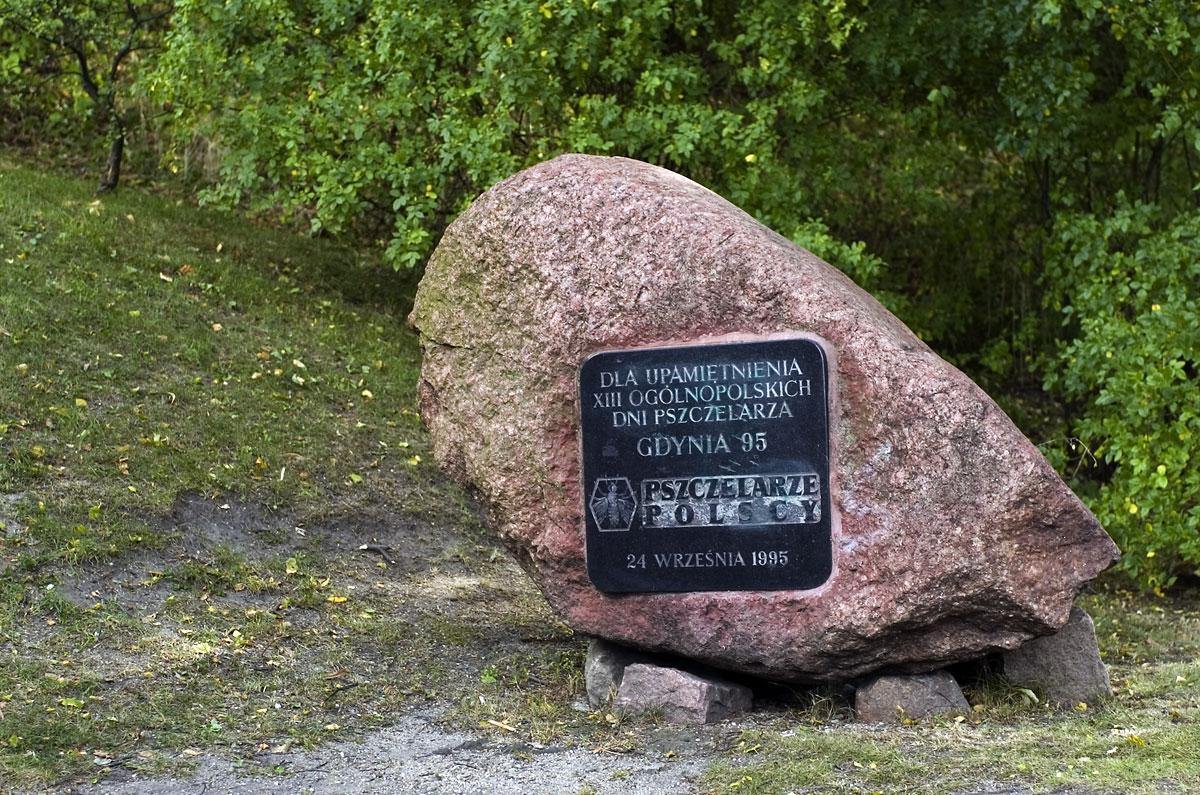 DLA UPAMIĘTNIENIA
XIII OGÓLNOPOLSKICH
DNI PSZCZELARZA
GDYNIA 95
PSZCZELARZE
POLSCY
24 WRZEŚNIA 1995